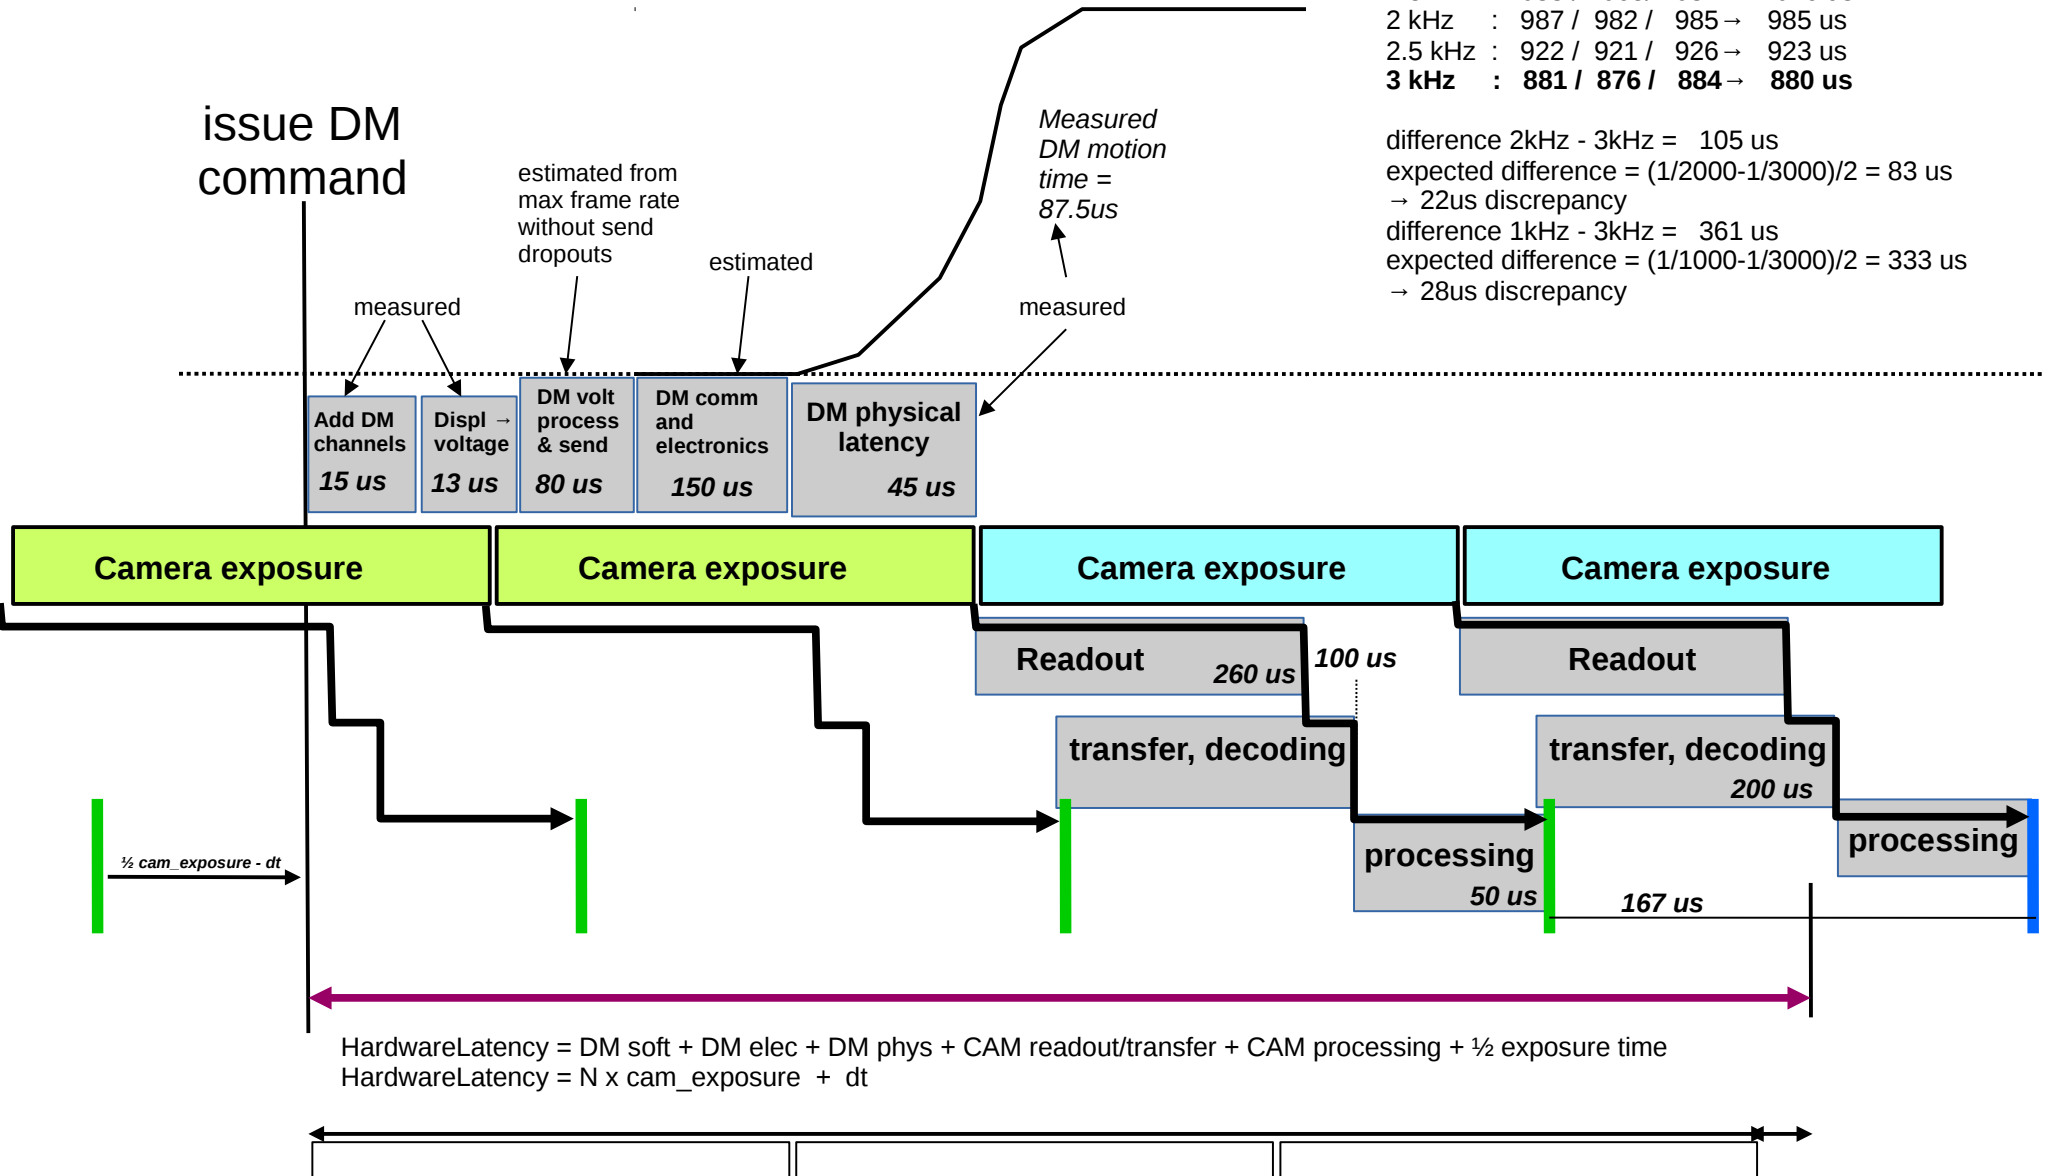 2 kHz : 987 / 982 / 985→ 985 us
2.5 kHz : 922 / 921 / 926→ 923 us
3 kHz : 881 / 876 / 884→ 880 us
difference 2kHz - 3kHz = 105 us
expected difference = (1/2000-1/3000)/2 = 83 us
→ 22us discrepancy
difference 1kHz - 3kHz = 361 us
expected difference = (1/1000-1/3000)/2 = 333 us
→ 28us discrepancy
issue DM
command
estimated from
max frame rate
without send
dropouts
Measured
DM motion
time =
87.5us
estimated
measured
measured
Add DM
channels
15 us
Displ →
voltage
13 us
DM volt
process
& send
80 us
DM comm
and
electronics
150 us
DM physical
latency
45 us
Camera exposure
Camera exposure
Camera exposure
Camera exposure
Readout
260 us
100 us
Readout
transfer, decoding
transfer, decoding
200 us
processing
50 us
processing
½ cam_exposure - dt
167 us
HardwareLatency = DM soft + DM elec + DM phys + CAM readout/transfer + CAM processing + ½ exposure time
HardwareLatency = N x cam_exposure + dt